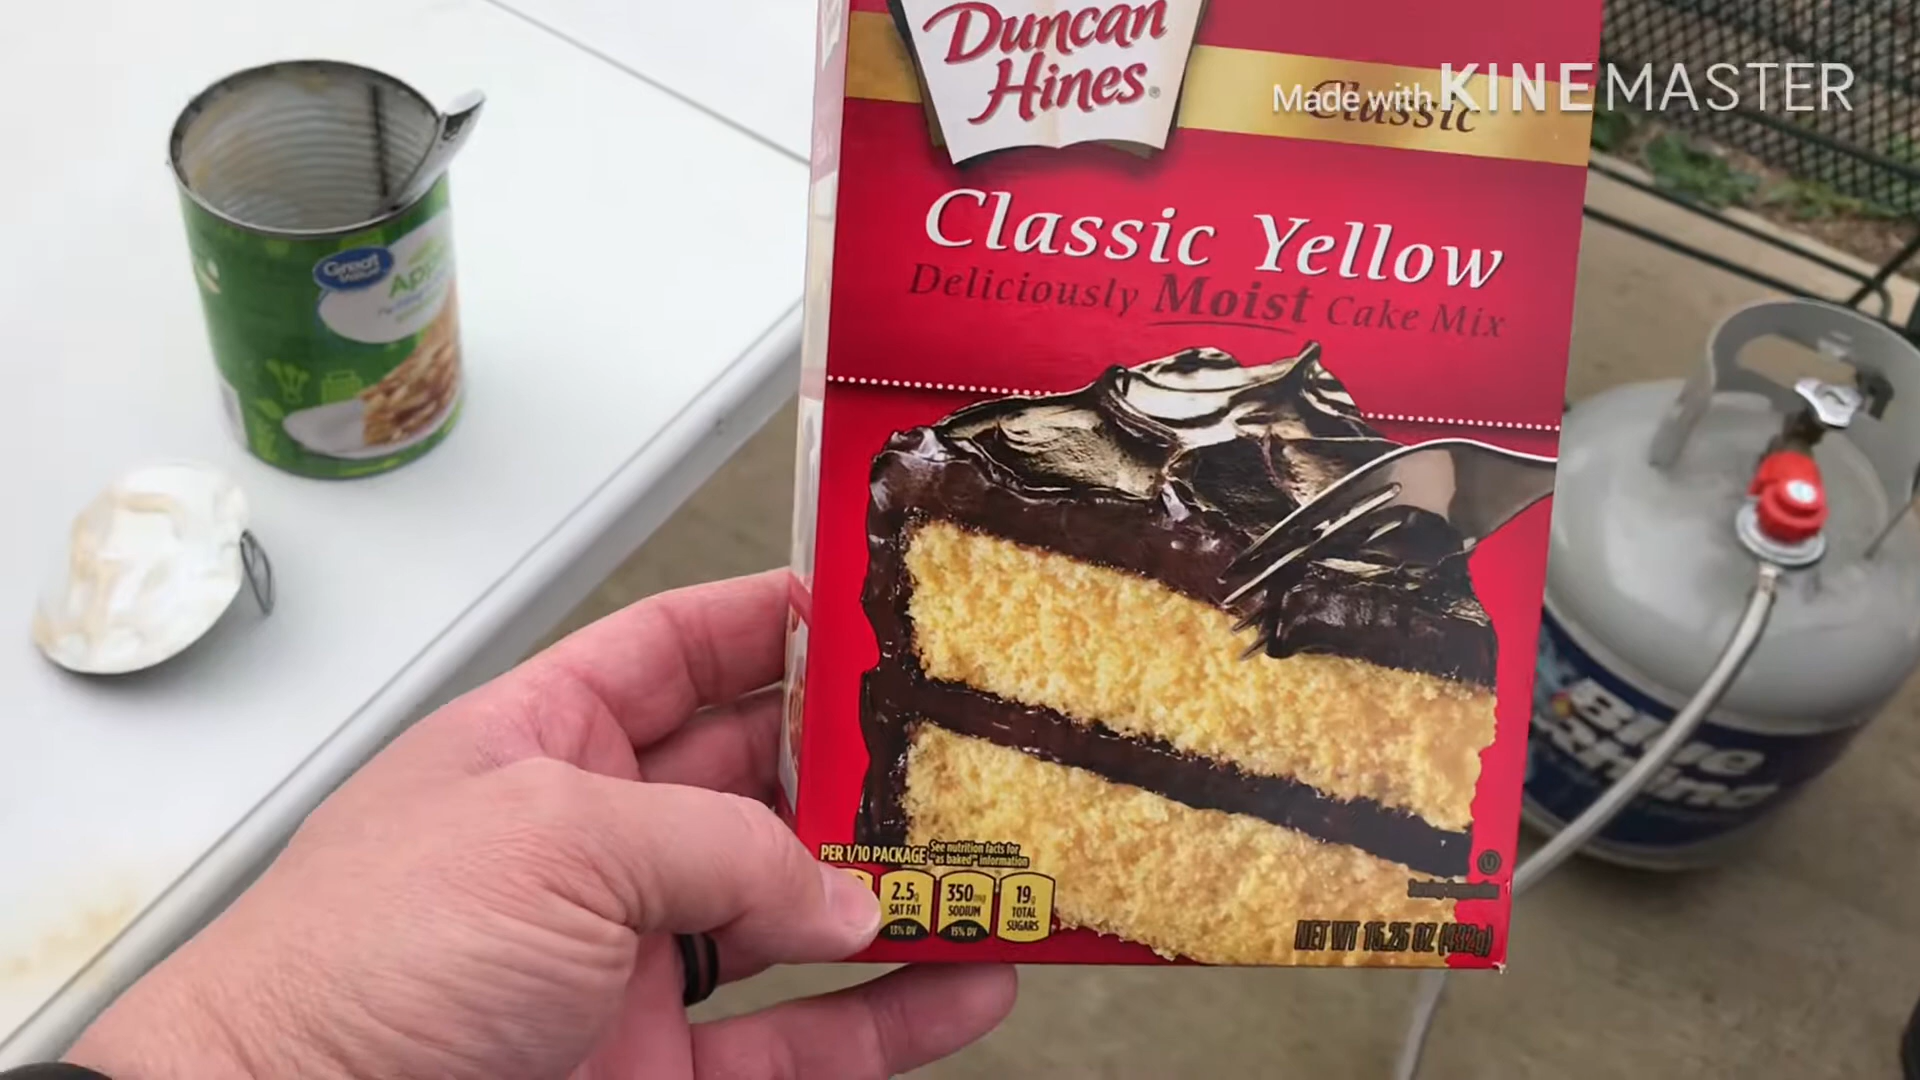 Duncan
Hines®
Made with KINEMASTER
Classic
Classic Yellow
Deliciously Moist Cake Mix
Great
Value
Blue
PER 1/10 PACKAGE
See nutrition facts for
"as baked" information
2.5g
SAT FAT
13% DV
350mg
SODIUM
15% DV
19g
TOTAL
SUGARS
NET WT 15.25 OZ (432g)